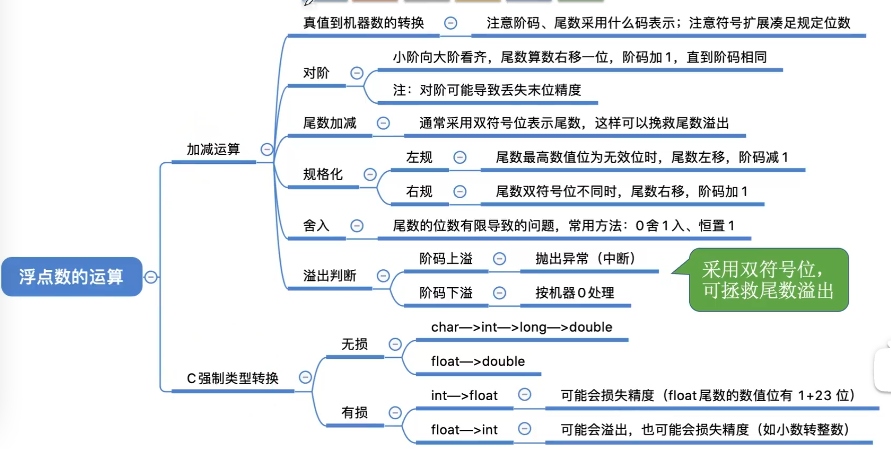 真值到机器数的转换
注意阶码、尾数采用什么码表示；注意符号扩展凑足规定位数
小阶向大阶看齐，尾数算数右移一位，阶码加1，直到阶码相同
对阶
注：对阶可能导致丢失末位精度
尾数加减
通常采用双符号位表示尾数，这样可以挽救尾数溢出
加减运算
左规
尾数最高数值位为无效位时，尾数左移，阶码减1
规格化
右规
尾数双符号位不同时，尾数右移，阶码加1
舍入
尾数的位数有限导致的问题，常用方法：0舍1入、恒置1
阶码上溢
抛出异常（中断）
溢出判断
阶码下溢
按机器0处理
采用双符号位，
可拯救尾数溢出
浮点数的运算
char—>int—>long—>double
无损
float—>double
C强制类型转换
int—>float
可能会损失精度（float尾数的数值位有 1+23 位）
有损
float—>int
可能会溢出，也可能会损失精度（如小数转整数）